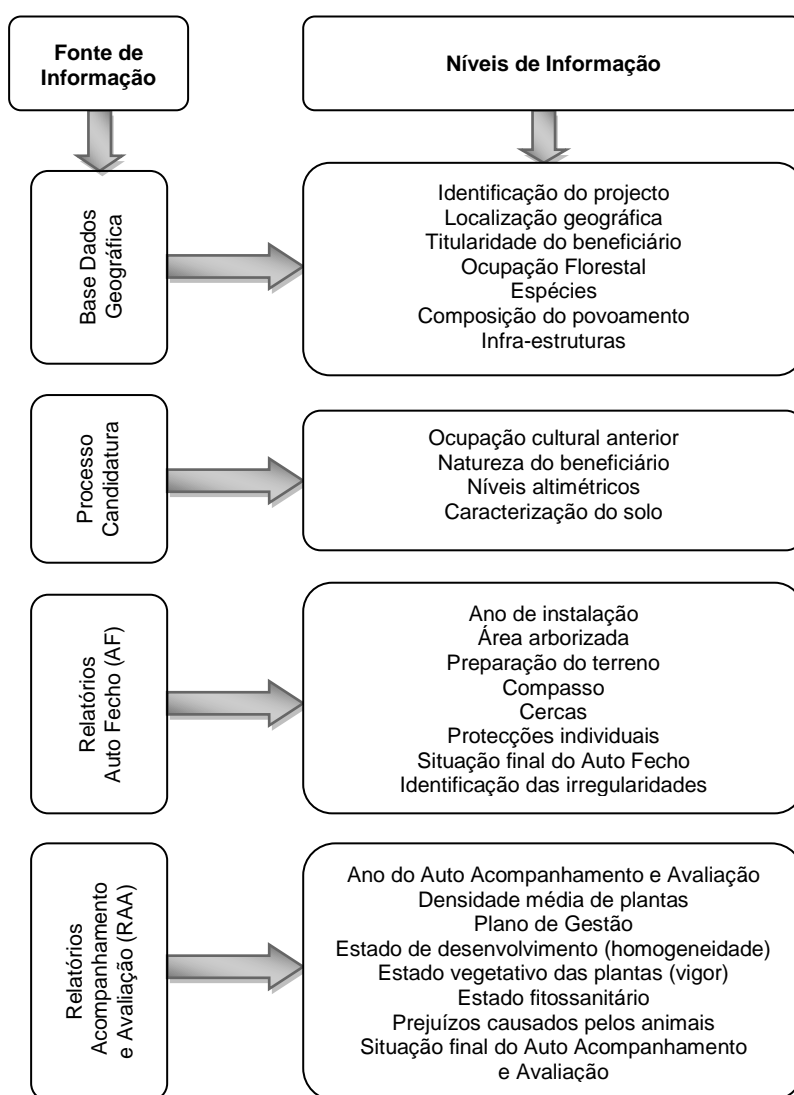 Fonte de
Informação
Níveis de Informação
Base Dados
Geográfica
Identificação do projecto
Localização geográfica
Titularidade do beneficiário
Ocupação Florestal
Espécies
Composição do povoamento
Infra-estruturas
Processo
Candidatura
Ocupação cultural anterior
Natureza do beneficiário
Níveis altimétricos
Caracterização do solo
Relatórios
Auto Fecho (AF)
Ano de instalação
Área arborizada
Preparação do terreno
Compasso
Cercas
Protecções individuais
Situação final do Auto Fecho
Identificação das irregularidades
Relatórios
Acompanhamento
e Avaliação (RAA)
Ano do Auto Acompanhamento e Avaliação
Densidade média de plantas
Plano de Gestão
Estado de desenvolvimento (homogeneidade)
Estado vegetativo das plantas (vigor)
Estado fitossanitário
Prejuízos causados pelos animais
Situação final do Auto Acompanhamento
e Avaliação